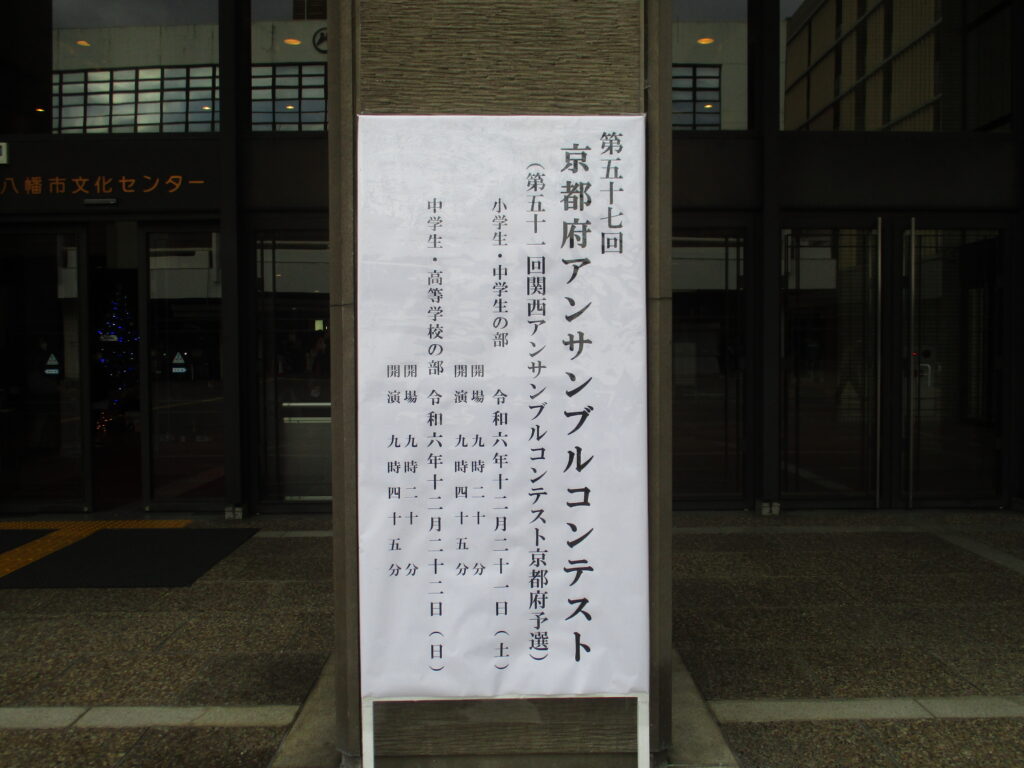 第五十七回
京都府アンサンブルコンテスト
(第五十一回関西アンサンブルコンテスト京都府予選)
小学生・中学生の部 令和六年十二月二十一日(土)
開場 九時二十分
開演 九時四十五分
中学生・高等学校の部 令和六年十二月二十二日(日)
開場 九時二十分
開演 九時四十五分
八幡市文化センター